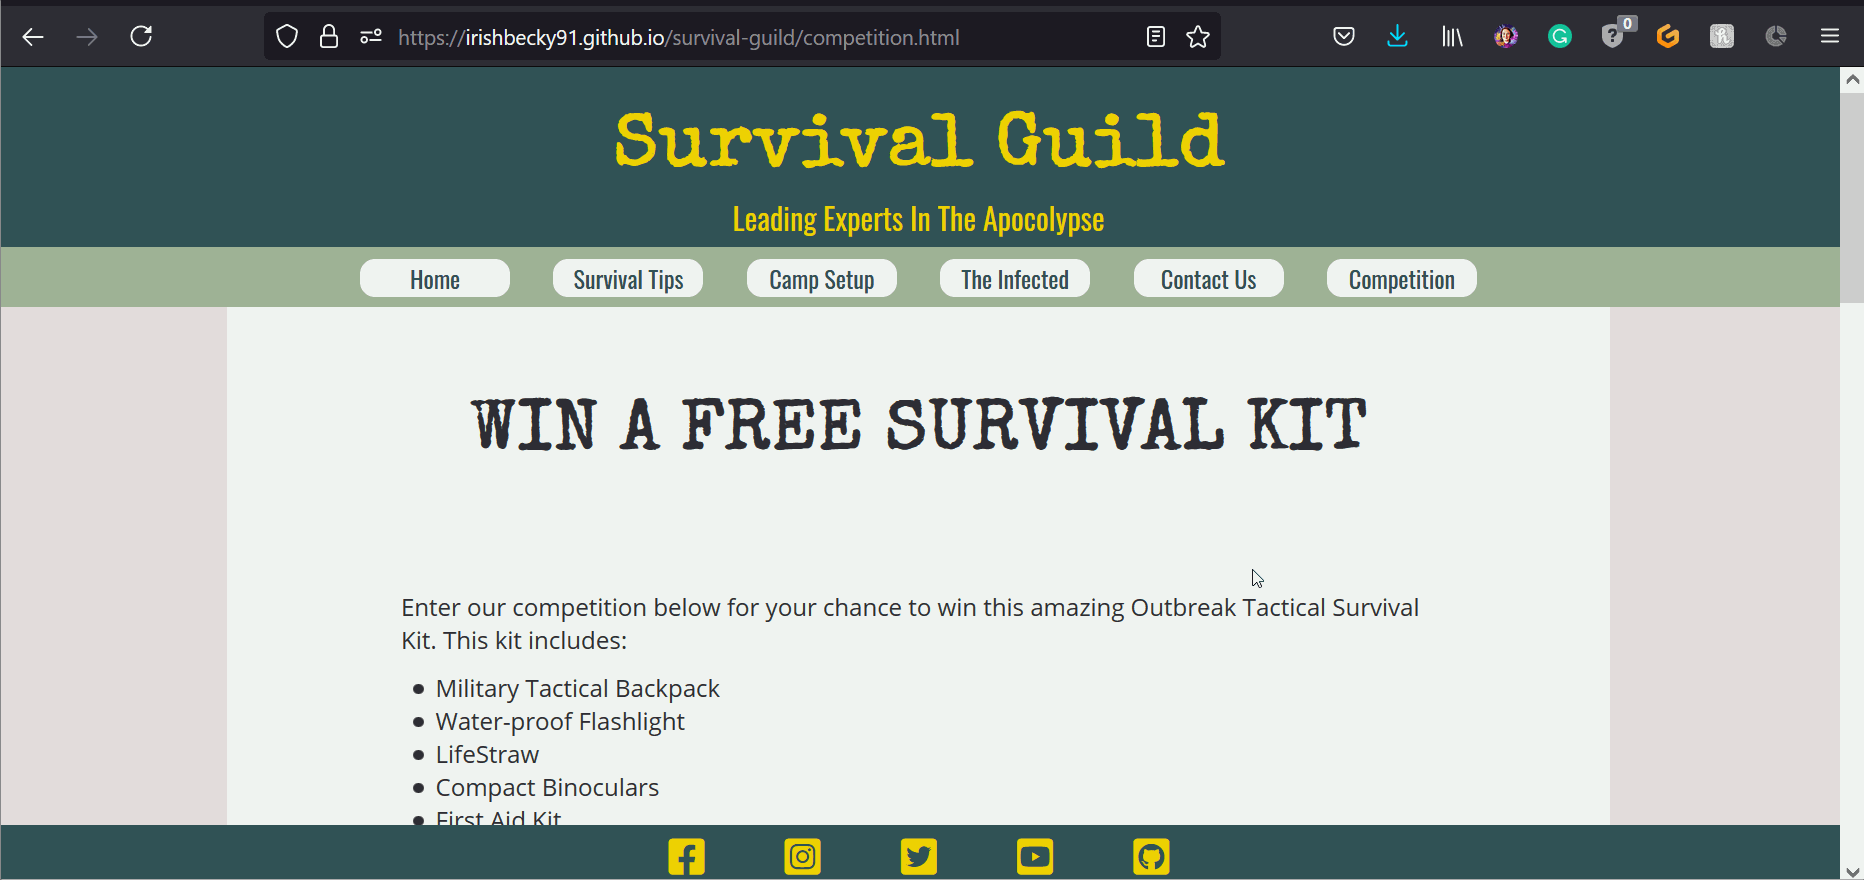 https://irishbecky91.github.io/survival-guild/competition.html
0
Survival Guild
Leading Experts In The Apocolypse
Home
Survival Tips
Camp Setup
The Infected
Contact Us
Competition
WIN A FREE SURVIVAL KIT
Enter our competition below for your chance to win this amazing Outbreak Tactical Survival
Kit. This kit includes:
Military Tactical Backpack
Water-proof Flashlight
LifeStraw
Compact Binoculars
First Aid Kit